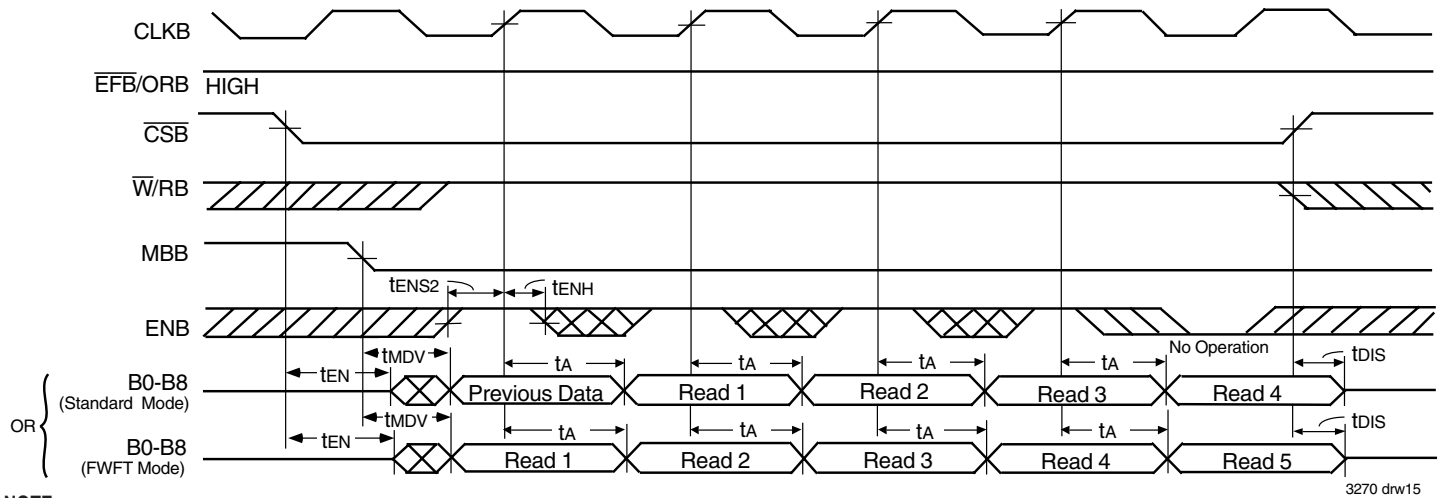 CLKB
EFB/ORB HIGH
CSB
W/RB
MBB
tENS2 tENH
ENB
No Operation
tMDV tA tA tA tA tDIS
tEN
B0-B8 Previous Data Read 1 Read 2 Read 3 Read 4
(Standard Mode)
OR
tMDV tDIS
tEN tA tA tA tA
B0-B8 Read 1 Read 2 Read 3 Read 4 Read 5
(FWFT Mode)
3270 drw15